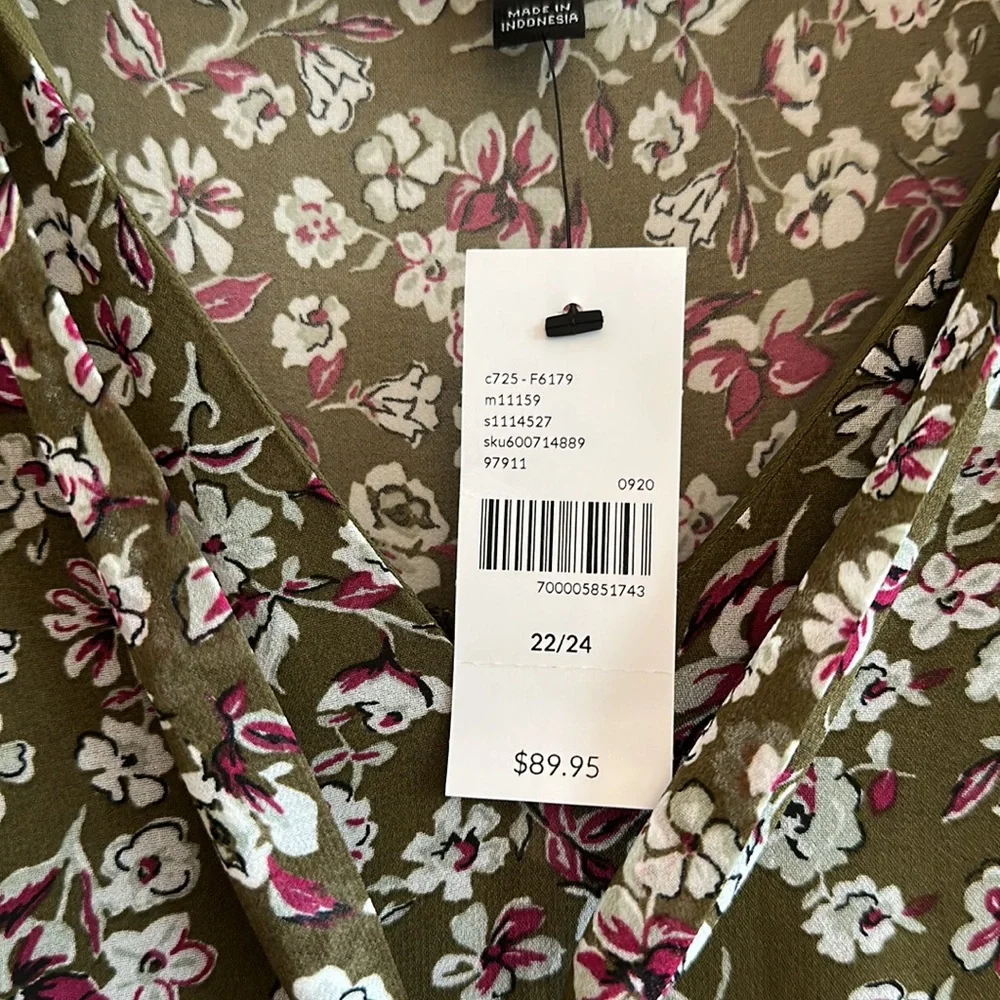 MADE IN
INDONESIA
c725-F6179
m11159
s1114527
sku600714889
97911
0920
700005851743
22/24
$89.95